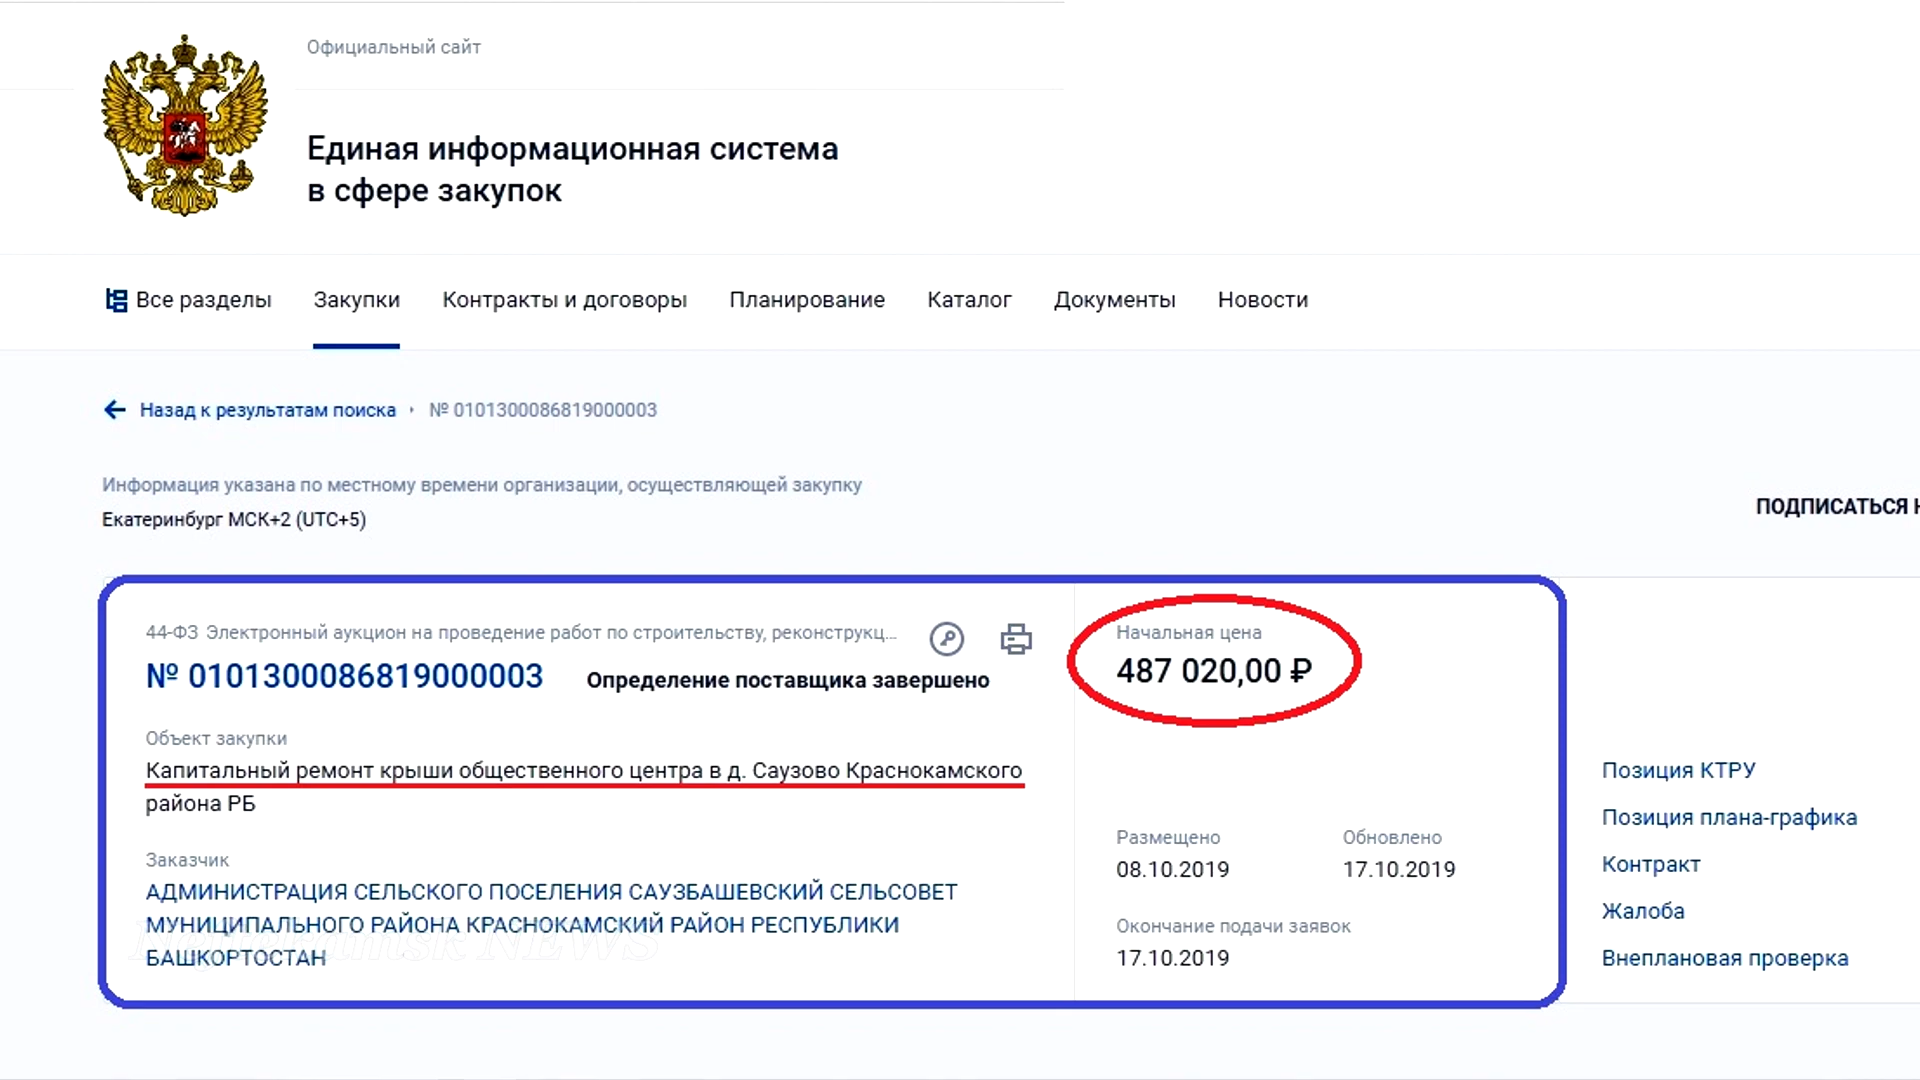 Официальный сайт
Единая информационная система
в сфере закупок
Все разделы Закупки Контракты и договоры Планирование Каталог Документы Новости
Назад к результатам поиска № 0101300086819000003
Информация указана по местному времени организации, осуществляющей закупку
Екатеринбург МСК+2 (UTC+5)
ПОДПИСАТЬСЯ
44-ФЗ Электронный аукцион на проведение работ по строительству, реконструкц...
№ 0101300086819000003 Определение поставщика завершено
Объект закупки
Капитальный ремонт крыши общественного центра в д. Саузово Краснокамского
района РБ
Заказчик
АДМИНИСТРАЦИЯ СЕЛЬСКОГО ПОСЕЛЕНИЯ САУЗБАШЕВСКИЙ СЕЛЬСОВЕТ
МУНИЦИПАЛЬНОГО РАЙОНА КРАСНОКАМСКИЙ РАЙОН РЕСПУБЛИКИ
БАШКОРТОСТАН
NEWS
Начальная цена
487 020,00 ₽
Размещено Обновлено
08.10.2019 17.10.2019
Окончание подачи заявок
17.10.2019
Позиция КТРУ
Позиция плана-графика
Контракт
Жалоба
Внеплановая проверка